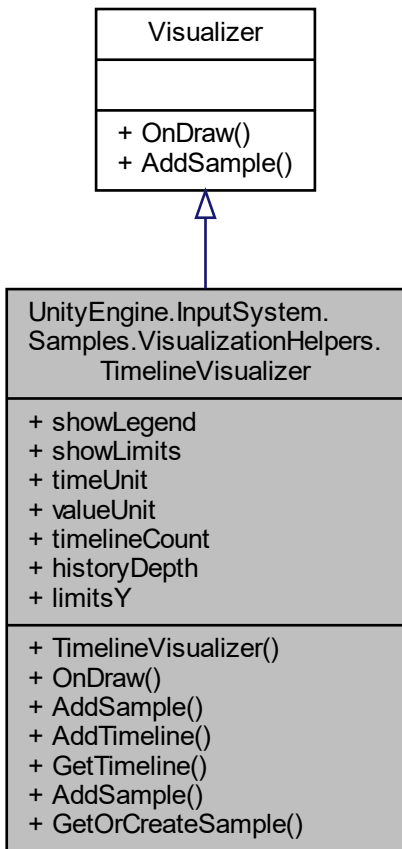 Visualizer
+ OnDraw()
+ AddSample()
UnityEngine.InputSystem.
Samples.VisualizationHelpers.
TimelineVisualizer
+ showLegend
+ showLimits
+ timeUnit
+ valueUnit
+ timelineCount
+ historyDepth
+ limitsY
+ TimelineVisualizer()
+ OnDraw()
+ AddSample()
+ AddTimeline()
+ GetTimeline()
+ AddSample()
+ GetOrCreateSample()